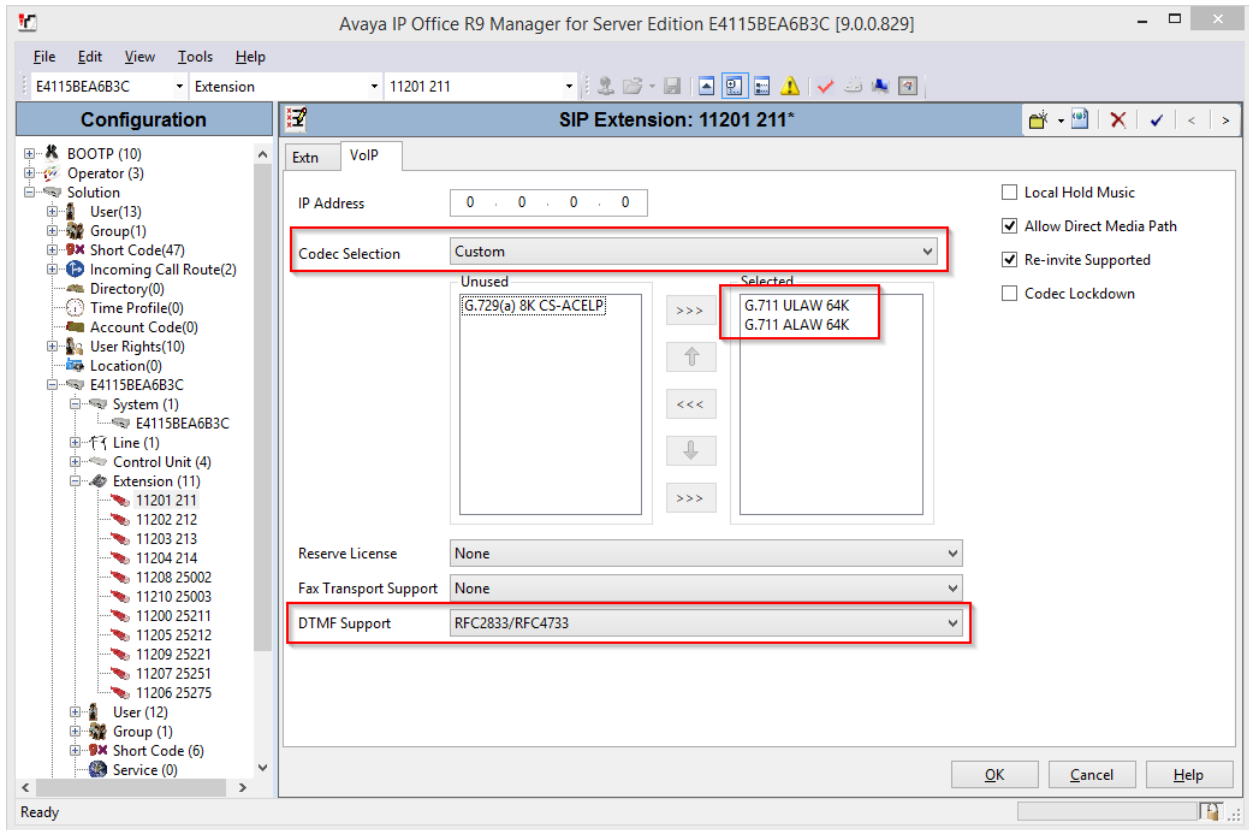 Avaya IP Office R9 Manager for Server Edition E4115BEA6B3C [9.0.0.829]
File Edit View Tools Help
E4115BEA6B3C Extension 11201 211
Configuration
SIP Extension: 11201 211*
BOOTP (10)
Operator (3)
Solution
User(13)
Group(1)
Short Code(47)
Incoming Call Route(2)
Directory(0)
Time Profile(0)
Account Code(0)
User Rights(10)
Location(0)
E4115BEA6B3C
System (1)
E4115BEA6B3C
Line (1)
Control Unit (4)
Extension (11)
11201 211
11202 212
11203 213
11204 214
11208 25002
11210 25003
11200 25211
11205 25212
11209 25221
11207 25251
11206 25275
User (12)
Group (1)
Short Code (6)
Service (0)
Extn VoIP
IP Address 0 . 0 . 0 . 0
Codec Selection Custom
Unused
G.729(a) 8K CS-ACELP
>>>
<<<
>>>
Selected
G.711 ULAW 64K
G.711 ALAW 64K
Reserve License None
Fax Transport Support None
DTMF Support RFC2833/RFC4733
Local Hold Music
Allow Direct Media Path
Re-invite Supported
Codec Lockdown
OK Cancel Help
Ready